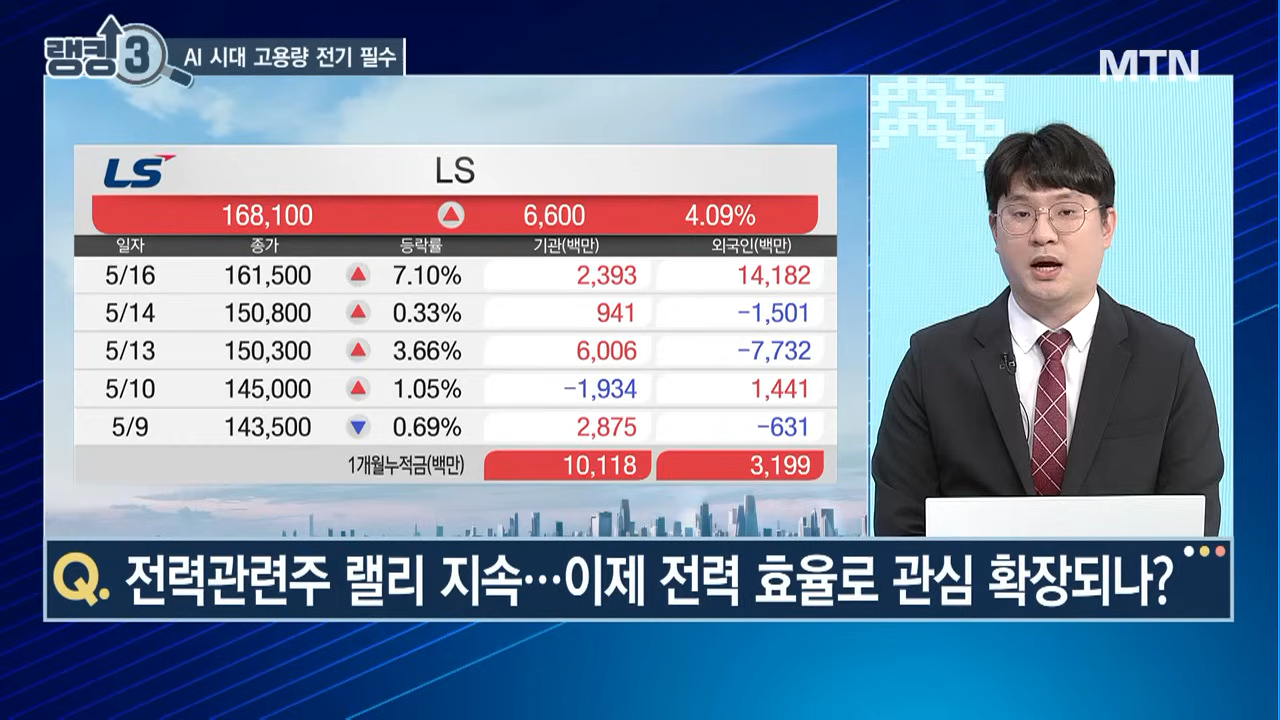 랭킹3
AI 시대 고용량 전기 필수
MTN
LS LS
168,100 ▲ 6,600 4.09%
일자 종가 등락률 기관(백만) 외국인(백만)
5/16 161,500 ▲ 7.10% 2,393 14,182
5/14 150,800 ▲ 0.33% 941 -1,501
5/13 150,300 ▲ 3.66% 6,006 -7,732
5/10 145,000 ▲ 1.05% -1,934 1,441
5/9 143,500 ▼ 0.69% 2,875 -631
1개월누적금(백만) 10,118 3,199
Q. 전력관련주 랠리 지속…이제 전력 효율로 관심 확장되나?